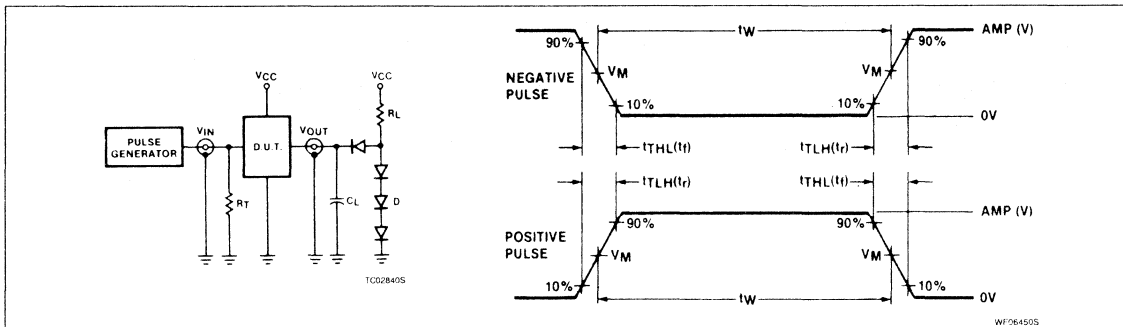 VCC
VCC
RL
PULSE
GENERATOR
VIN
D.U.T.
VOUT
RT
CL
D
TC02840S
tW
AMP (V)
90%
90%
VM
VM
NEGATIVE
PULSE
10%
10%
0V
tTHL(tf)
tTLH(tr)
tTLH(tr)
tTHL(tf)
AMP (V)
90%
90%
POSITIVE
PULSE
VM
VM
10%
10%
tW
0V
WF06450S